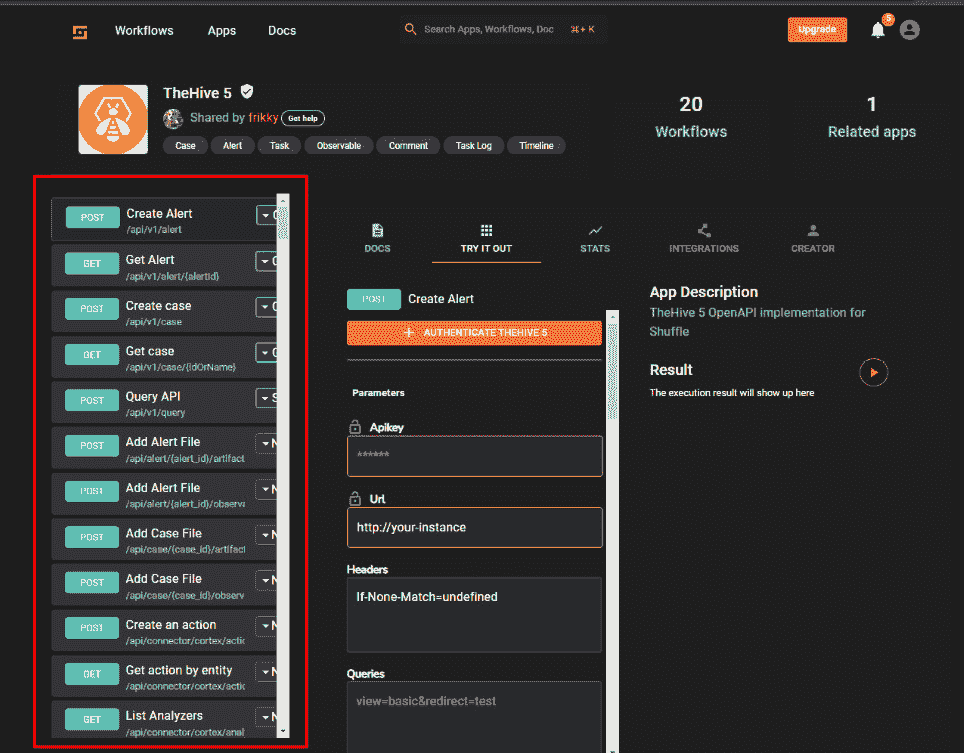 Workflows Apps Docs Search Apps, Workflows, Doc ⌘+ K Upgrade 5
TheHive 5
Shared by frikky Get help
Case Alert Task Observable Comment Task Log Timeline
20
Workflows
1
Related apps
POST Create Alert
/api/v1/alert
GET Get Alert
/api/v1/alert/{alertId}
POST Create case
/api/v1/case
GET Get case
/api/v1/case/{idOrName}
POST Query API
/api/v1/query
POST Add Alert File
/api/alert/{alert_id}/artifact
POST Add Alert File
/api/alert/{alert_id}/observa
POST Add Case File
/api/case/{case_id}/artifact
POST Add Case File
/api/case/{case_id}/observ
POST Create an action
/api/connector/cortex/actic
GET Get action by entity
/api/connector/cortex/actic
GET List Analyzers
/api/connector/cortex/anal
DOCS TRY IT OUT STATS INTEGRATIONS CREATOR
POST Create Alert
+ AUTHENTICATE THEHIVE 5
Parameters
Apikey
******
Url
http://your-instance
Headers
If-None-Match=undefined
Queries
view=basic&redirect=test
App Description
TheHive 5 OpenAPI implementation for
Shuffle
Result
The execution result will show up here